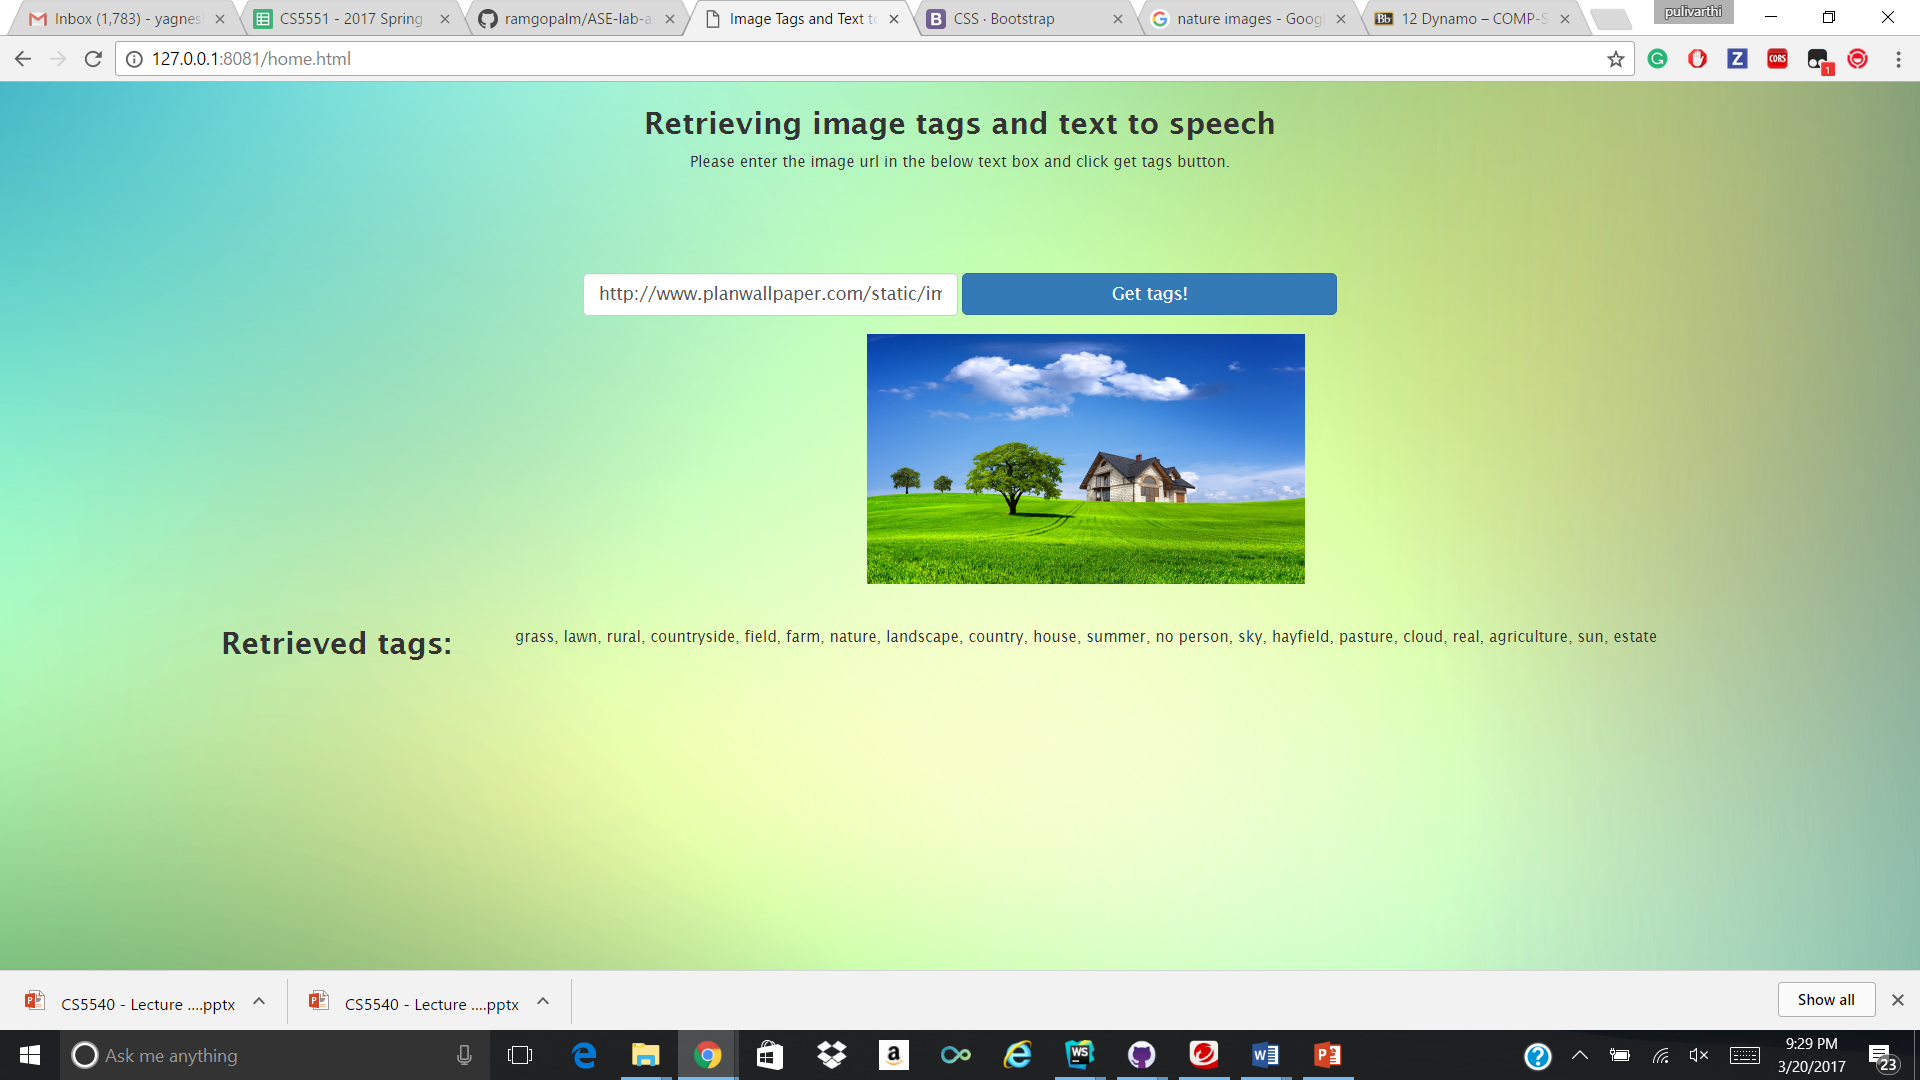 Inbox (1,783) - yagnes
CS5551 - 2017 Spring
ramgopalm/ASE-lab-a
Image Tags and Text to
CSS · Bootstrap
nature images - Goog
12 Dynamo – COMP-S
pulivarthi
127.0.0.1:8081/home.html
CORS
1
Retrieving image tags and text to speech
Please enter the image url in the below text box and click get tags button.
http://www.planwallpaper.com/static/im
Get tags!
Retrieved tags:
grass, lawn, rural, countryside, field, farm, nature, landscape, country, house, summer, no person, sky, hayfield, pasture, cloud, real, agriculture, sun, estate
CS5540 - Lecture ....pptx
CS5540 - Lecture ....pptx
Show all
Ask me anything
9:29 PM
3/20/2017
23